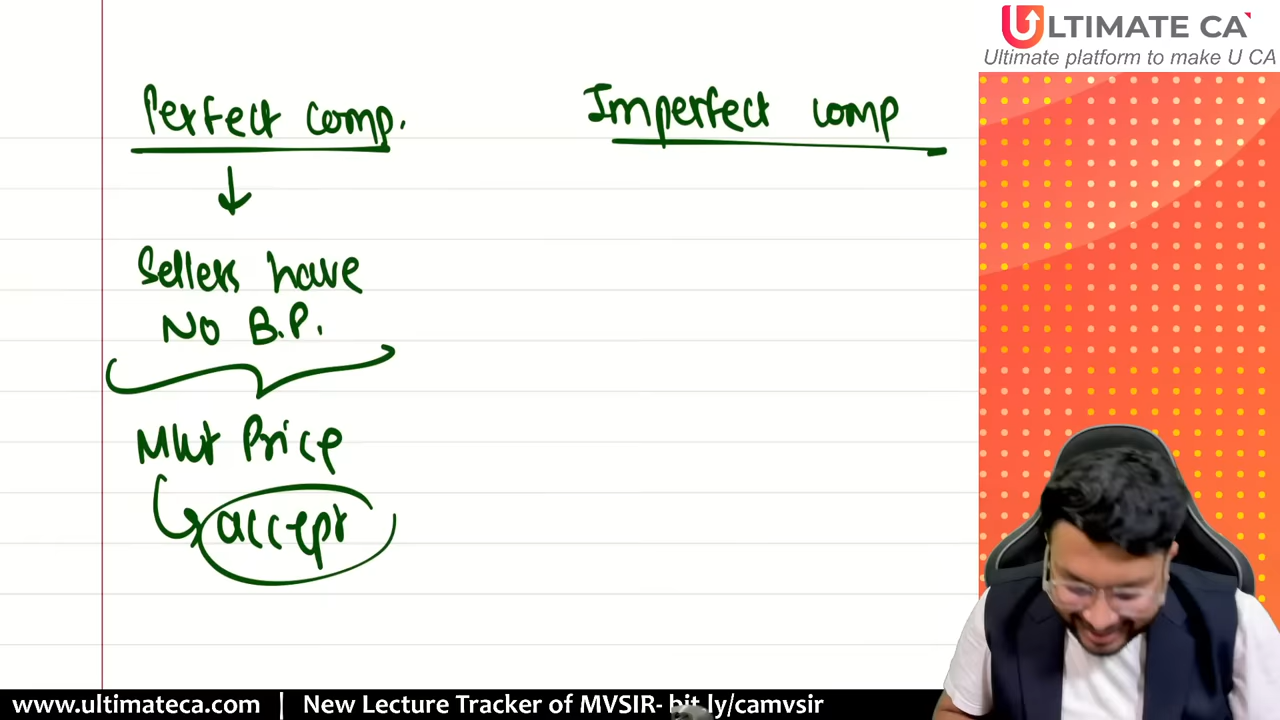 ULTIMATE CA
Ultimate platform to make U CA
Perfect comp.
Imperfect comp
Sellers have
NO B.P.
Mkt Price
accept
www.ultimateca.com | New Lecture Tracker of MVSIR- bit.ly/camvsir